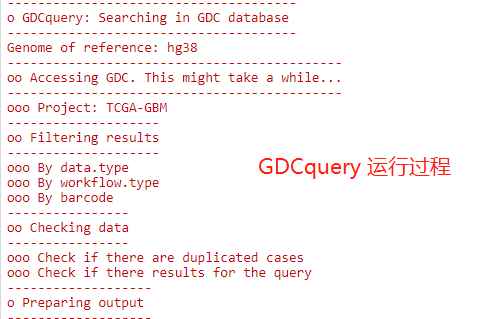 --------------------------------------
o GDCquery: Searching in GDC database
--------------------------------------
Genome of reference: hg38
--------------------------------------------
oo Accessing GDC. This might take a while...
--------------------------------------------
ooo Project: TCGA-GBM
--------------------
oo Filtering results
--------------------
ooo By data.type
ooo By workflow.type
ooo By barcode
----------------
oo Checking data
----------------
ooo Check if there are duplicated cases
ooo Check if there results for the query
-------------------
o Preparing output
-------------------
GDCquery 运行过程